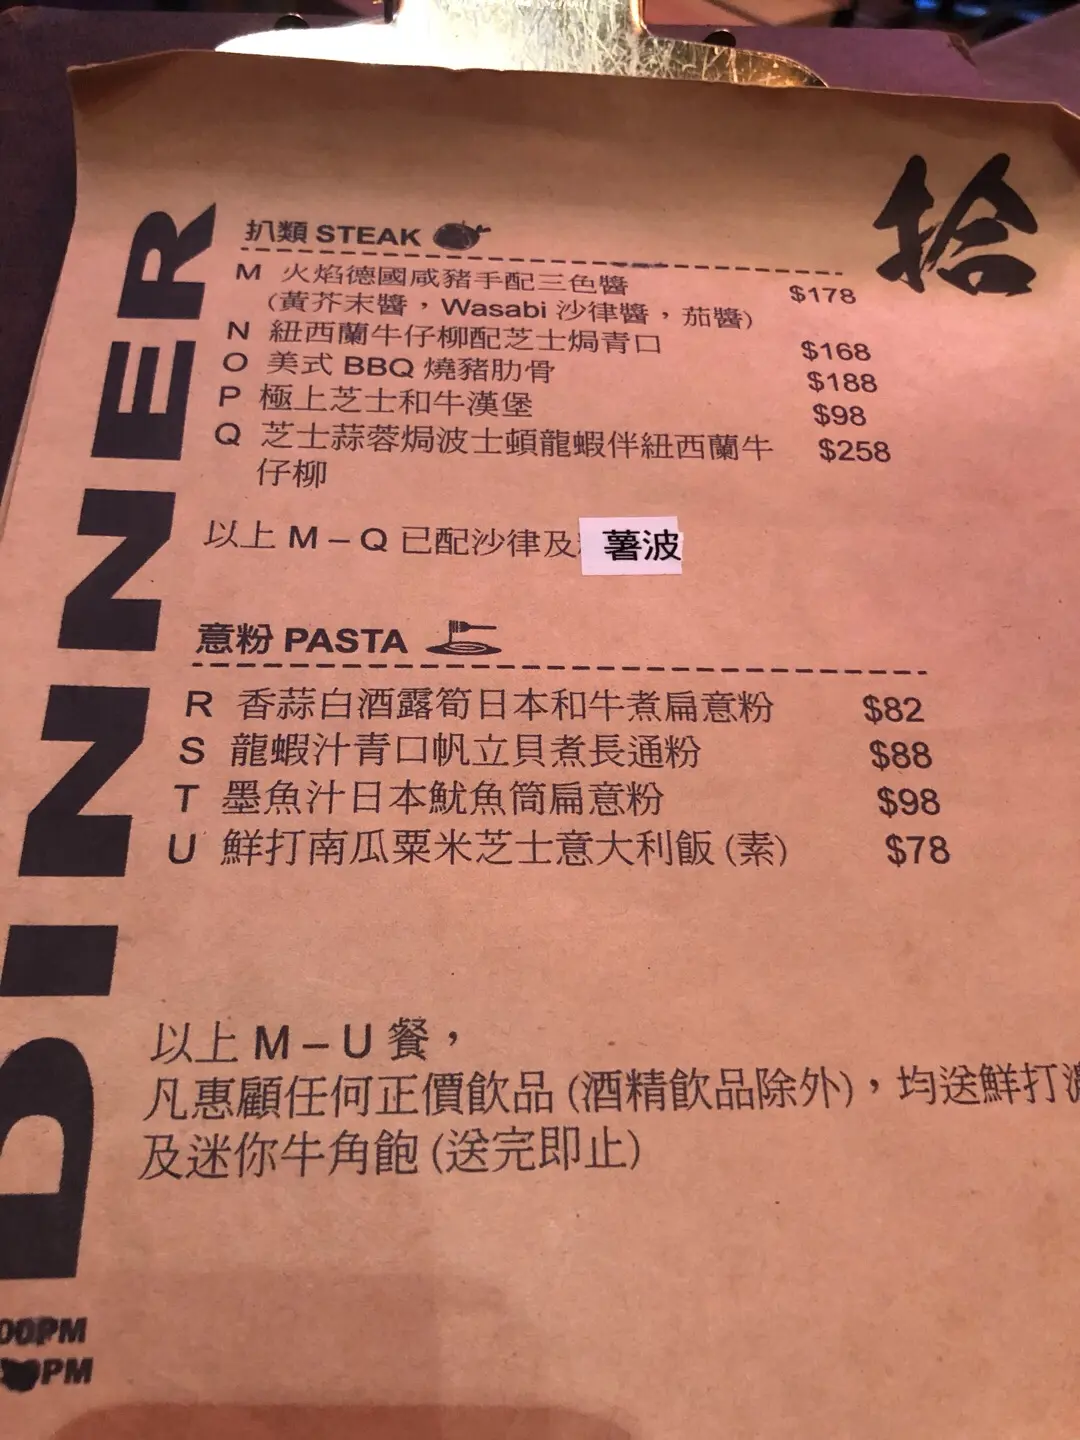 拾
DINNER
扒類 STEAK
M 火焰德國咸豬手配三色醬 $178
(黃芥末醬，Wasabi 沙律醬，茄醬)
N 紐西蘭牛仔柳配芝士焗青口 $168
O 美式 BBQ 燒豬肋骨 $188
P 極上芝士和牛漢堡 $98
Q 芝士蒜蓉焗波士頓龍蝦伴紐西蘭牛 $258
仔柳
以上 M – Q 已配沙律及 薯波
意粉 PASTA
R 香蒜白酒露筍日本和牛煮扁意粉 $82
S 龍蝦汁青口帆立貝煮長通粉 $88
T 墨魚汁日本魷魚筒扁意粉 $98
U 鮮打南瓜粟米芝士意大利飯 (素) $78
以上 M – U 餐，
凡惠顧任何正價飲品 (酒精飲品除外)，均送鮮打
及迷你牛角飽 (送完即止)
00PM
PM